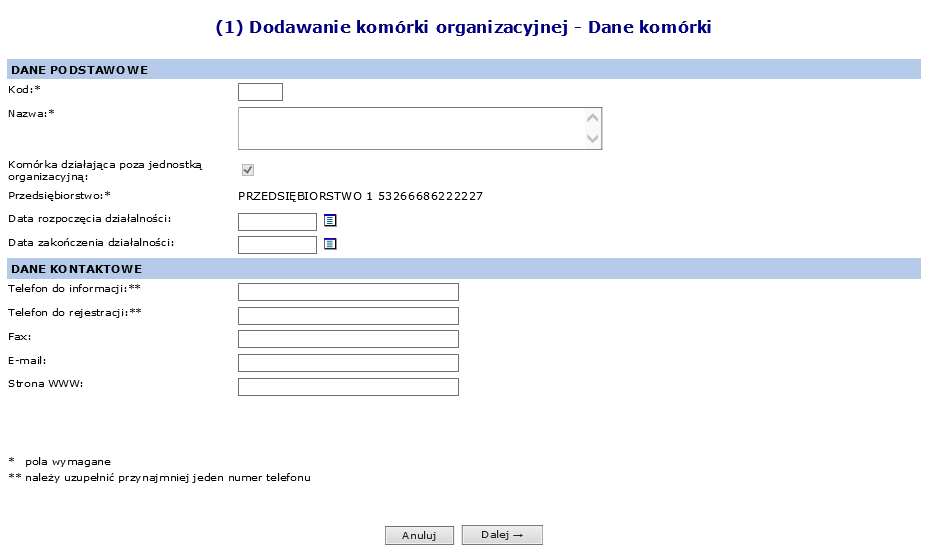 (1) Dodawanie komórki organizacyjnej - Dane komórki
DANE PODSTAWOWE
Kod:*
Nazwa:*
Komórka działająca poza jednostką
organizacyjną:
Przedsiębiorstwo:* PRZEDSIĘBIORSTWO 1 53266686222227
Data rozpoczęcia działalności:
Data zakończenia działalności:
DANE KONTAKTOWE
Telefon do informacji:**
Telefon do rejestracji:**
Fax:
E-mail:
Strona WWW:
* pola wymagane
** należy uzupełnić przynajmniej jeden numer telefonu
Anuluj Dalej →